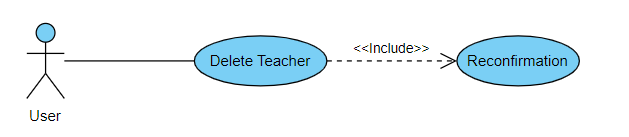 <<Include>>
Delete Teacher
Reconfirmation
User